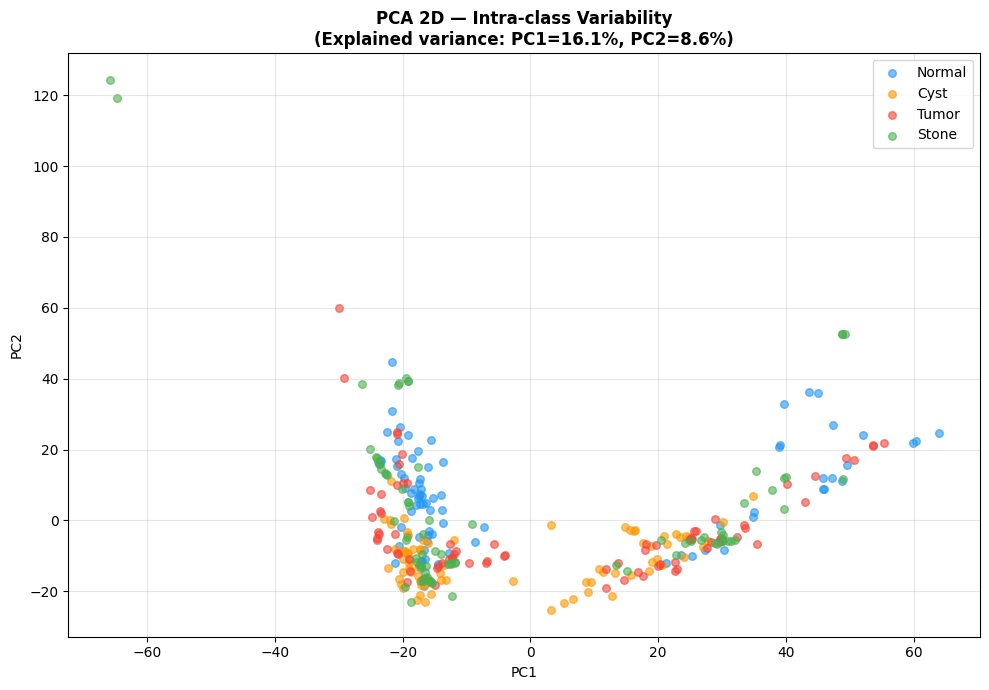 PCA 2D — Intra-class Variability
(Explained variance: PC1=16.1%, PC2=8.6%)
Normal
Cyst
Tumor
Stone
120
100
80
60
40
20
0
−20
PC2
−60
−40
−20
0
20
40
60
PC1